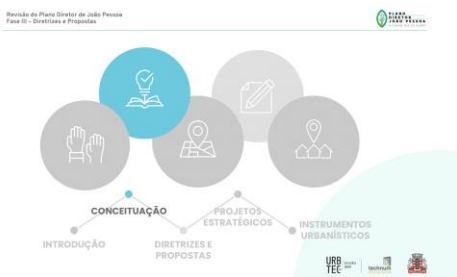 Revisão do Plano Diretor de João Pessoa
Fase III – Diretrizes e Propostas
PLANO
DIRETOR
JOÃO PESSOA
CONCEITUAÇÃO
PROJETOS
ESTRATÉGICOS
INSTRUMENTOS
URBANÍSTICOS
INTRODUÇÃO
DIRETRIZES E
PROPOSTAS
URB
TEC
technum